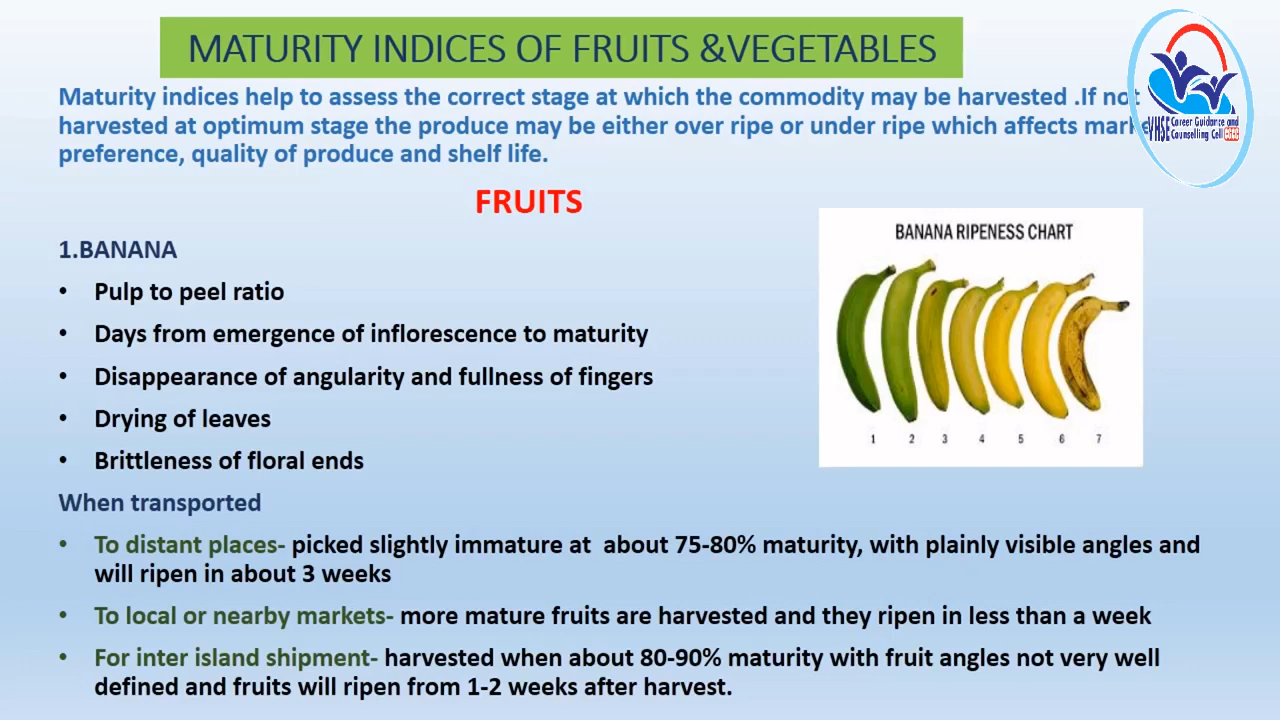 MATURITY INDICES OF FRUITS &VEGETABLES
Maturity indices help to assess the correct stage at which the commodity may be harvested .If not
harvested at optimum stage the produce may be either over ripe or under ripe which affects
preference, quality of produce and shelf life.
VHSE Career Guidance and
Counselling Cell CGCC
FRUITS
1.BANANA
• Pulp to peel ratio
• Days from emergence of inflorescence to maturity
• Disappearance of angularity and fullness of fingers
• Drying of leaves
• Brittleness of floral ends
BANANA RIPENESS CHART
1 2 3 4 5 6 7
When transported
• To distant places- picked slightly immature at about 75-80% maturity, with plainly visible angles and
will ripen in about 3 weeks
• To local or nearby markets- more mature fruits are harvested and they ripen in less than a week
• For inter island shipment- harvested when about 80-90% maturity with fruit angles not very well
defined and fruits will ripen from 1-2 weeks after harvest.